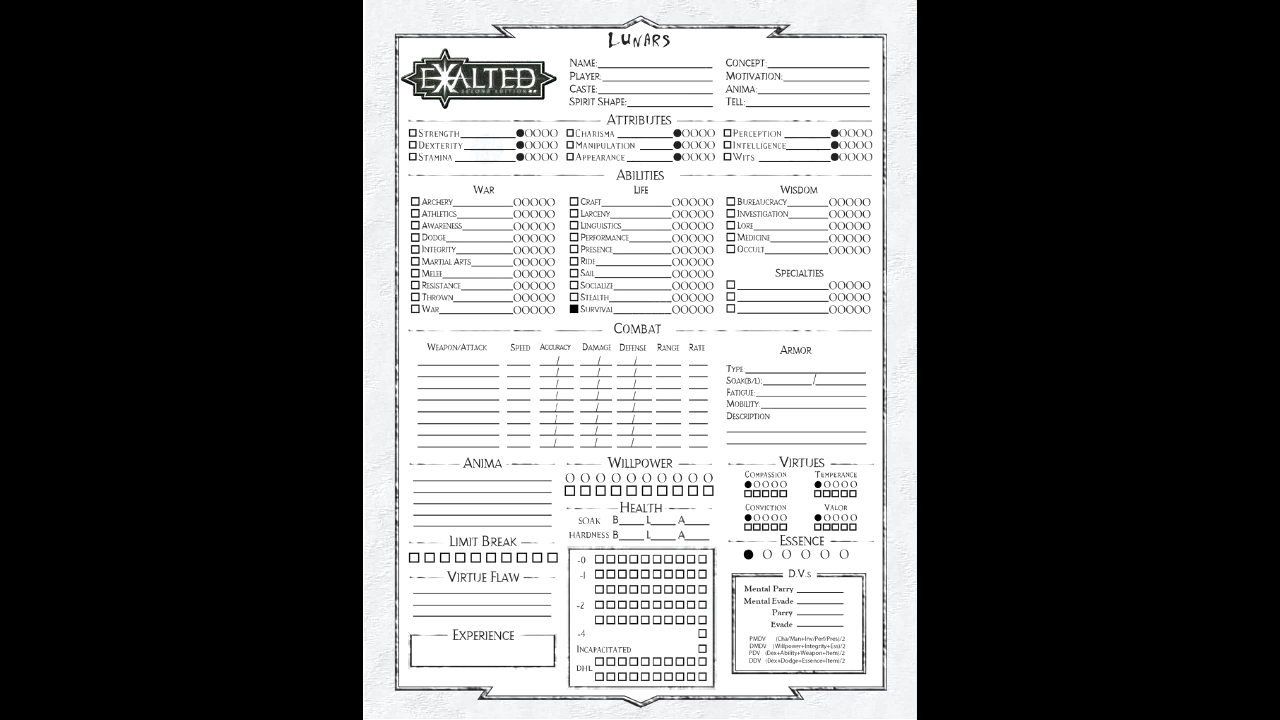 LUNARS
EXALTED
SECOND EDITION
NAME: CONCEPT:
PLAYER: MOTIVATION:
CASTE: ANIMA:
SPIRIT SHAPE: TELL:
ATTRIBUTES
STRENGTH CHARISMA PERCEPTION
DEXTERITY MANIPULATION INTELLIGENCE
STAMINA APPEARANCE WITS
ABILITIES
WAR LIFE WISDOM
ARCHERY CRAFT BUREAUCRACY
ATHLETICS LARCENY INVESTIGATION
AWARENESS LINGUISTICS LORE
DODGE PERFORMANCE MEDICINE
INTEGRITY PRESENCE OCCULT
MARTIAL ARTS RIDE
MELEE SAIL SPECIALTIES
RESISTANCE SOCIALIZE
THROWN STEALTH
WAR SURVIVAL
COMBAT
WEAPON/ATTACK SPEED ACCURACY DAMAGE DEFENSE RANGE RATE ARMOR
TYPE
SOAK(B/L):
FATIGUE:
MOBILITY:
DESCRIPTION
ANIMA WILLPOWER VIRTUES
COMPASSION TEMPERANCE
CONVICTION VALOR
HEALTH
SOAK B L A
HARDNESS B L A
LIMIT BREAK ESSENCE
VIRTUE FLAW
-0
-2
-4
INCAPACITATED
DHL
EXPERIENCE
DV
Mental Parry
Mental Evade
Parry
Evade
PMDV (Cha/Man+Inv/Perf/Pres)/2
DMDV (Willpower+Integrity+Ess)/2
PDV (Dex+Ability+Weapon+Item)/2
DDV (Dex+Dodge+Essence+Item)/2